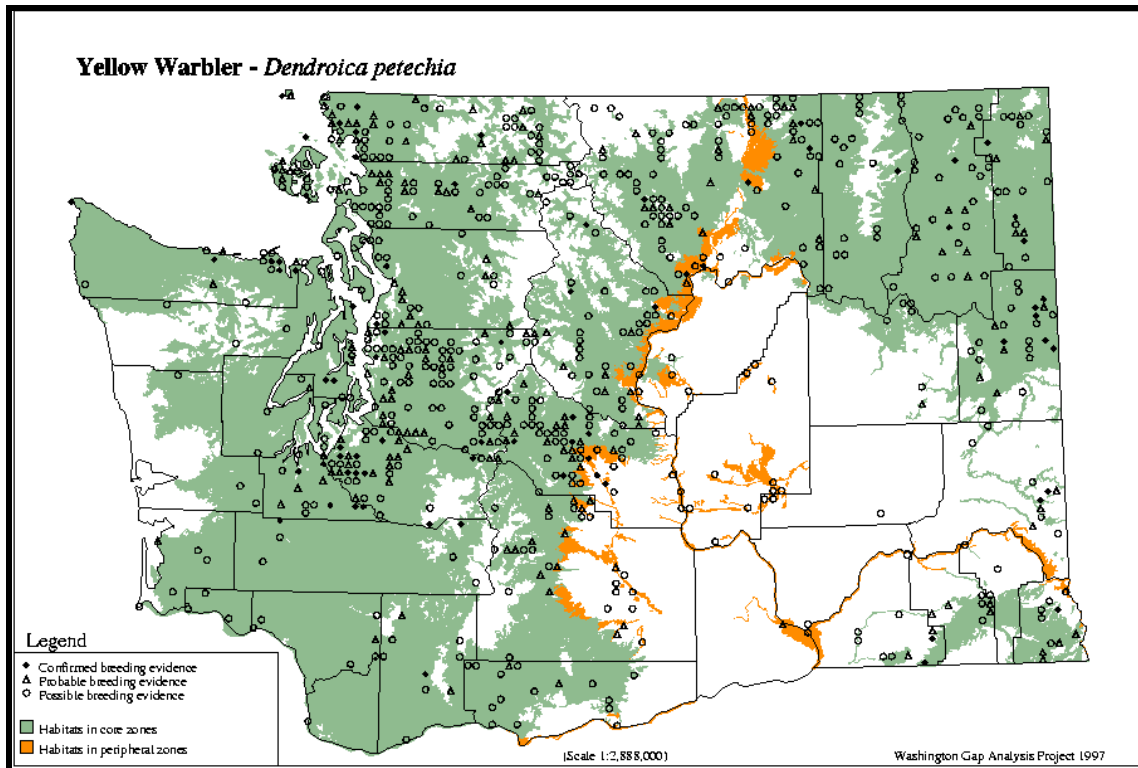 Yellow Warbler - Dendroica petechia
Legend
Confirmed breeding evidence
Probable breeding evidence
Possible breeding evidence
Habitats in core zones
Habitats in peripheral zones
(Scale 1:2,888,000)
Washington Gap Analysis Project 1997